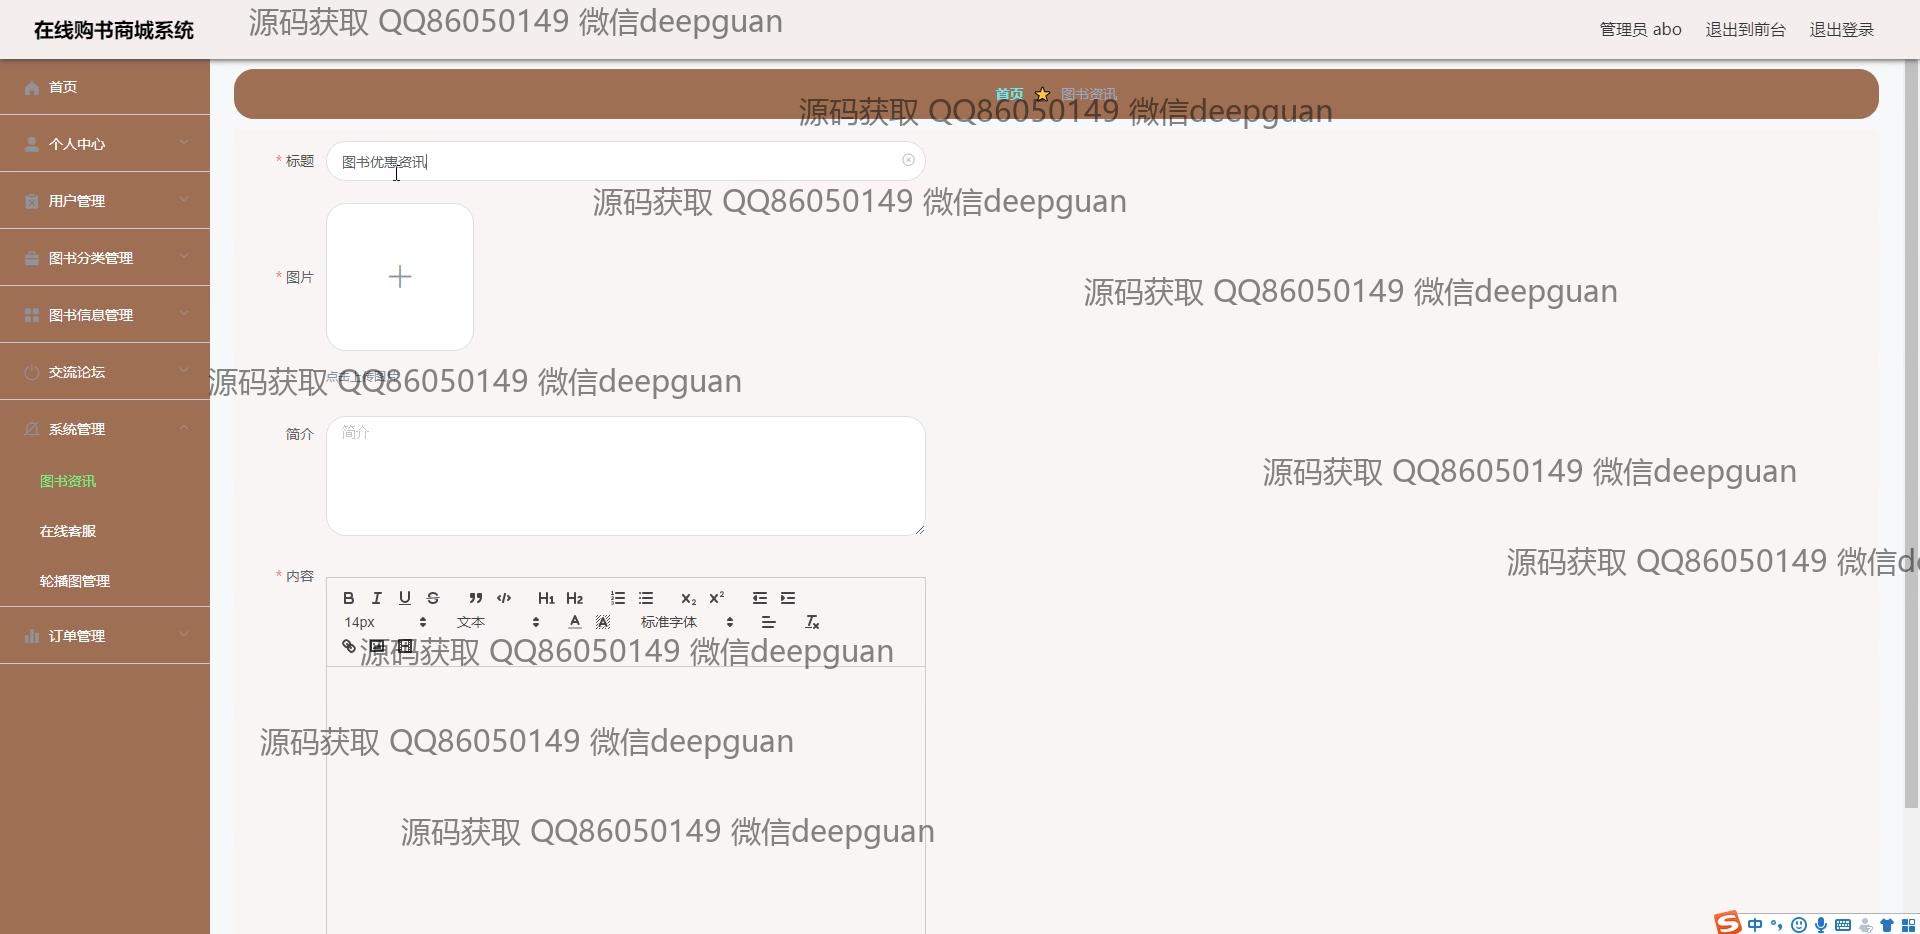 在线购书商城系统
源码获取 QQ86050149 微信deepguan
管理员 abo
退出到前台
退出登录
首页
个人中心
用户管理
图书分类管理
图书信息管理
交流论坛
系统管理
图书资讯
在线客服
轮播图管理
订单管理
首页
图书资讯
源码获取 QQ86050149 微信deepguan
* 标题
图书优惠资讯
源码获取 QQ86050149 微信deepguan
* 图片
源码获取 QQ86050149 微信deepguan
点击上传图片
源码获取 QQ86050149 微信deepguan
简介
简介
源码获取 QQ86050149 微信deepguan
源码获取 QQ86050149 微信d
* 内容
B I U S H1 H2 X2 X2
14px 文本 A A 标准字体 Tx
源码获取 QQ86050149 微信deepguan
源码获取 QQ86050149 微信deepguan
源码获取 QQ86050149 微信deepguan
S 中